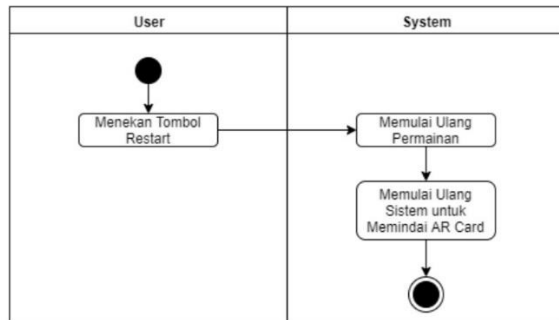 User
System
Menekan Tombol
Restart
Memulai Ulang
Permainan
Memulai Ulang
Sistem untuk
Memindai AR Card